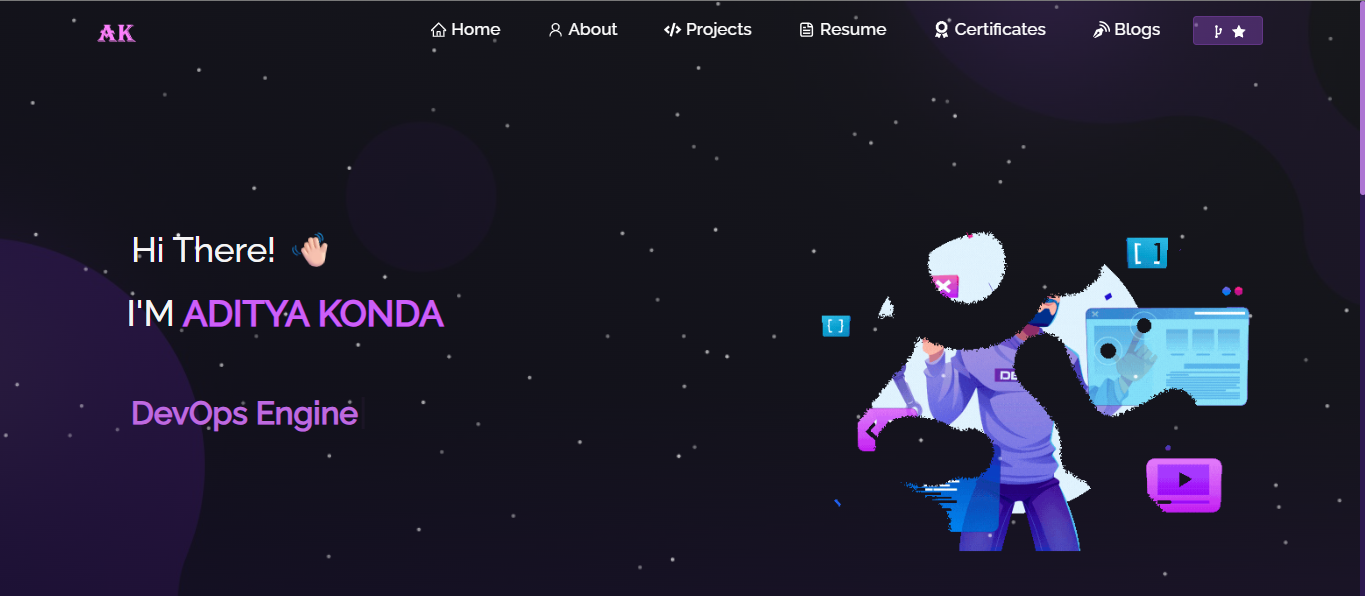 AK
Home About Projects Resume Certificates Blogs
Hi There!
I'M ADITYA KONDA
DevOps Engine
[ ]
[ ]
DE